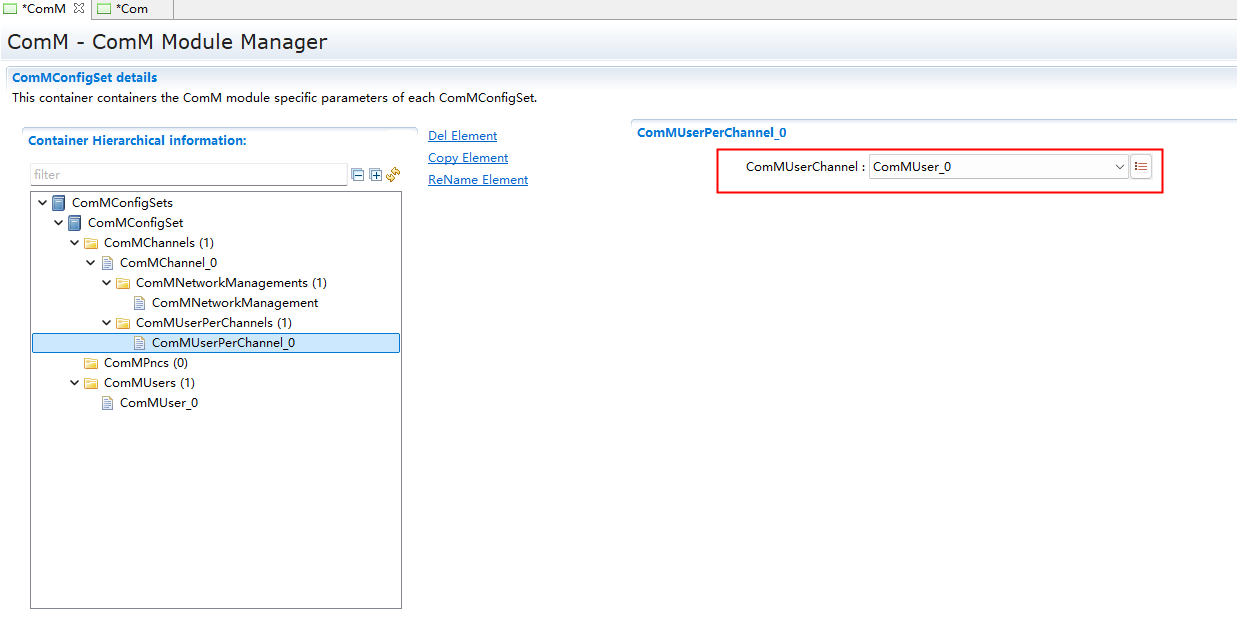 *ComM *Com
ComM - ComM Module Manager
ComMConfigSet details
This container containers the ComM module specific parameters of each ComMConfigSet.
Container Hierarchical information:
filter
ComMConfigSets
ComMConfigSet
ComMChannels (1)
ComMChannel_0
ComMNetworkManagements (1)
ComMNetworkManagement
ComMUserPerChannels (1)
ComMUserPerChannel_0
ComMPncs (0)
ComMUsers (1)
ComMUser_0
Del Element
Copy Element
ReName Element
ComMUserPerChannel_0
ComMUserChannel : ComMUser_0